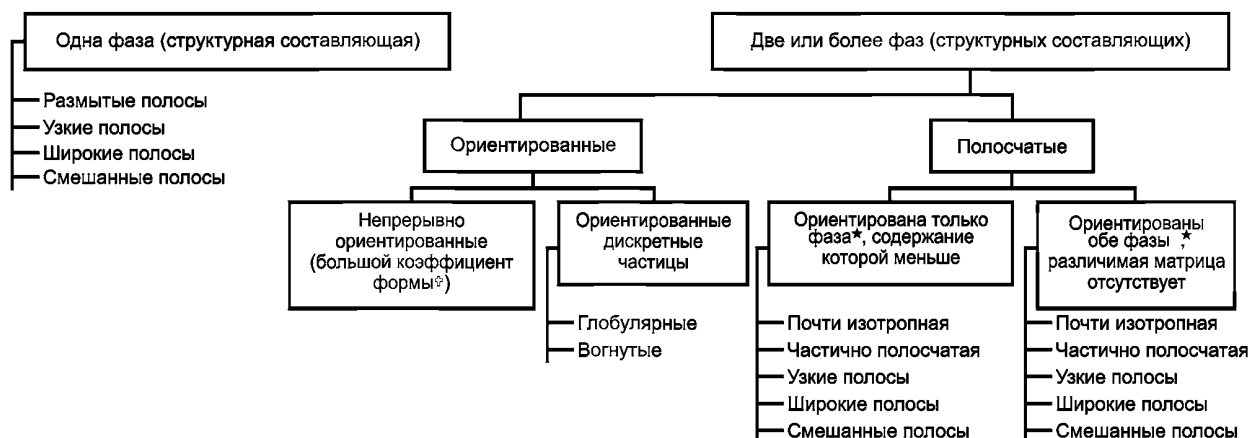 Одна фаза (структурная составляющая)
Размытые полосы
Узкие полосы
Широкие полосы
Смешанные полосы
Две или более фаз (структурных составляющих)
Ориентированные
Полосчатые
Непрерывно
ориентированные
(большой коэффициент
формы✞)
Ориентированные
дискретные
частицы
Глобулярные
Вогнутые
Ориентирована только
фаза★, содержание
которой меньше
Почти изотропная
Частично полосчатая
Узкие полосы
Широкие полосы
Смешанные полосы
Ориентированы
обе фазы ★,
различимая матрица
отсутствует
Почти изотропная
Частично полосчатая
Узкие полосы
Широкие полосы
Смешанные полосы